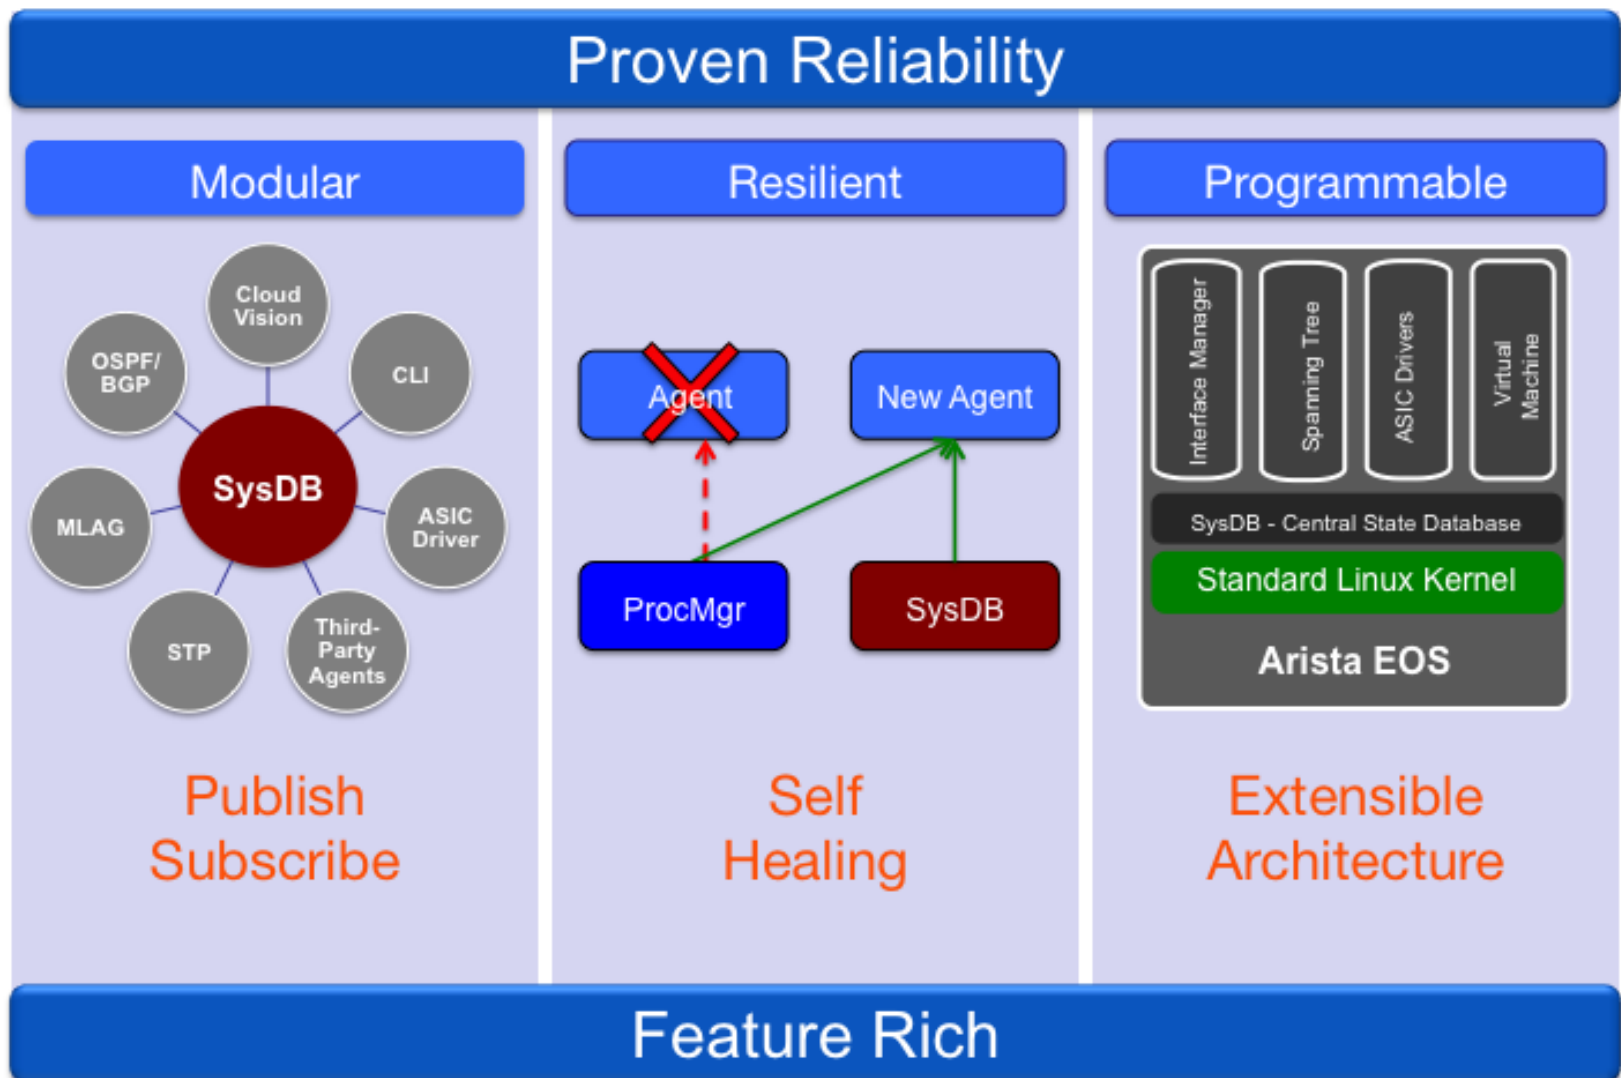 Proven Reliability
Modular
Cloud
Vision
OSPF/
BGP
CLI
SysDB
MLAG
ASIC
Driver
STP
Third-
Party
Agents
Publish
Subscribe
Resilient
Agent
New Agent
ProcMgr
SysDB
Self
Healing
Programmable
Interface Manager
Spanning Tree
ASIC Drivers
Virtual
Machine
SysDB - Central State Database
Standard Linux Kernel
Arista EOS
Extensible
Architecture
Feature Rich